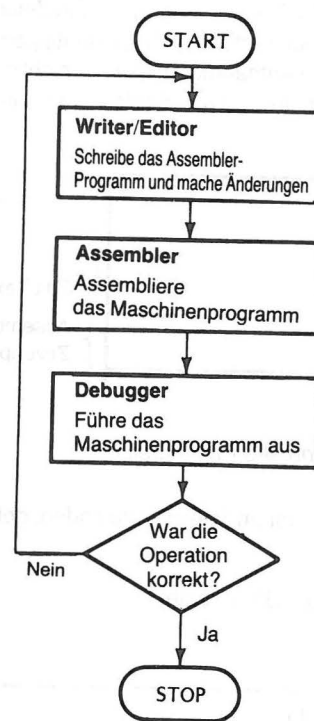 START
Writer/Editor
Schreibe das Assembler-
Programm und mache Änderungen
Assembler
Assembliere
das Maschinenprogramm
Debugger
Führe das
Maschinenprogramm aus
War die
Operation
korrekt?
Nein
Ja
STOP